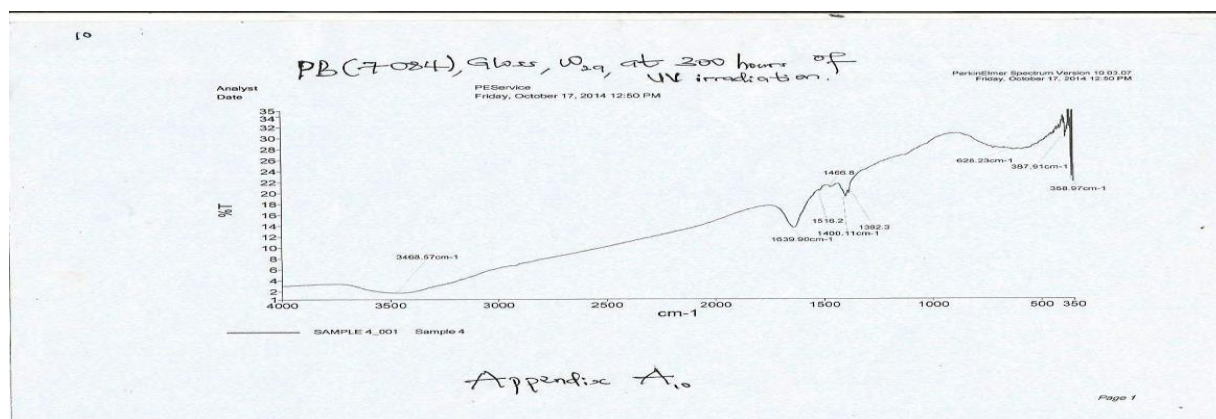 10
PB(7084), Gloss, W29, at 300 hours of
UV irradiation.
PerkinElmer Spectrum Version 10.03.07
Friday, October 17, 2014 12:50 PM
Analyst
Date
PEService
Friday, October 17, 2014 12:50 PM
35
34
32
30
28
26
24
22
20
18
16
14
12
10
8
6
4
2
1
%T
3468.57cm-1
1639.90cm-1
1516.2
1466.8
1400.11cm-1
1382.3
628.23cm-1
387.91cm-1
358.97cm-1
4000 3500 3000 2500 2000 1500 1000 500 350
cm-1
SAMPLE 4_001 Sample 4
Appendix A10
Page 1